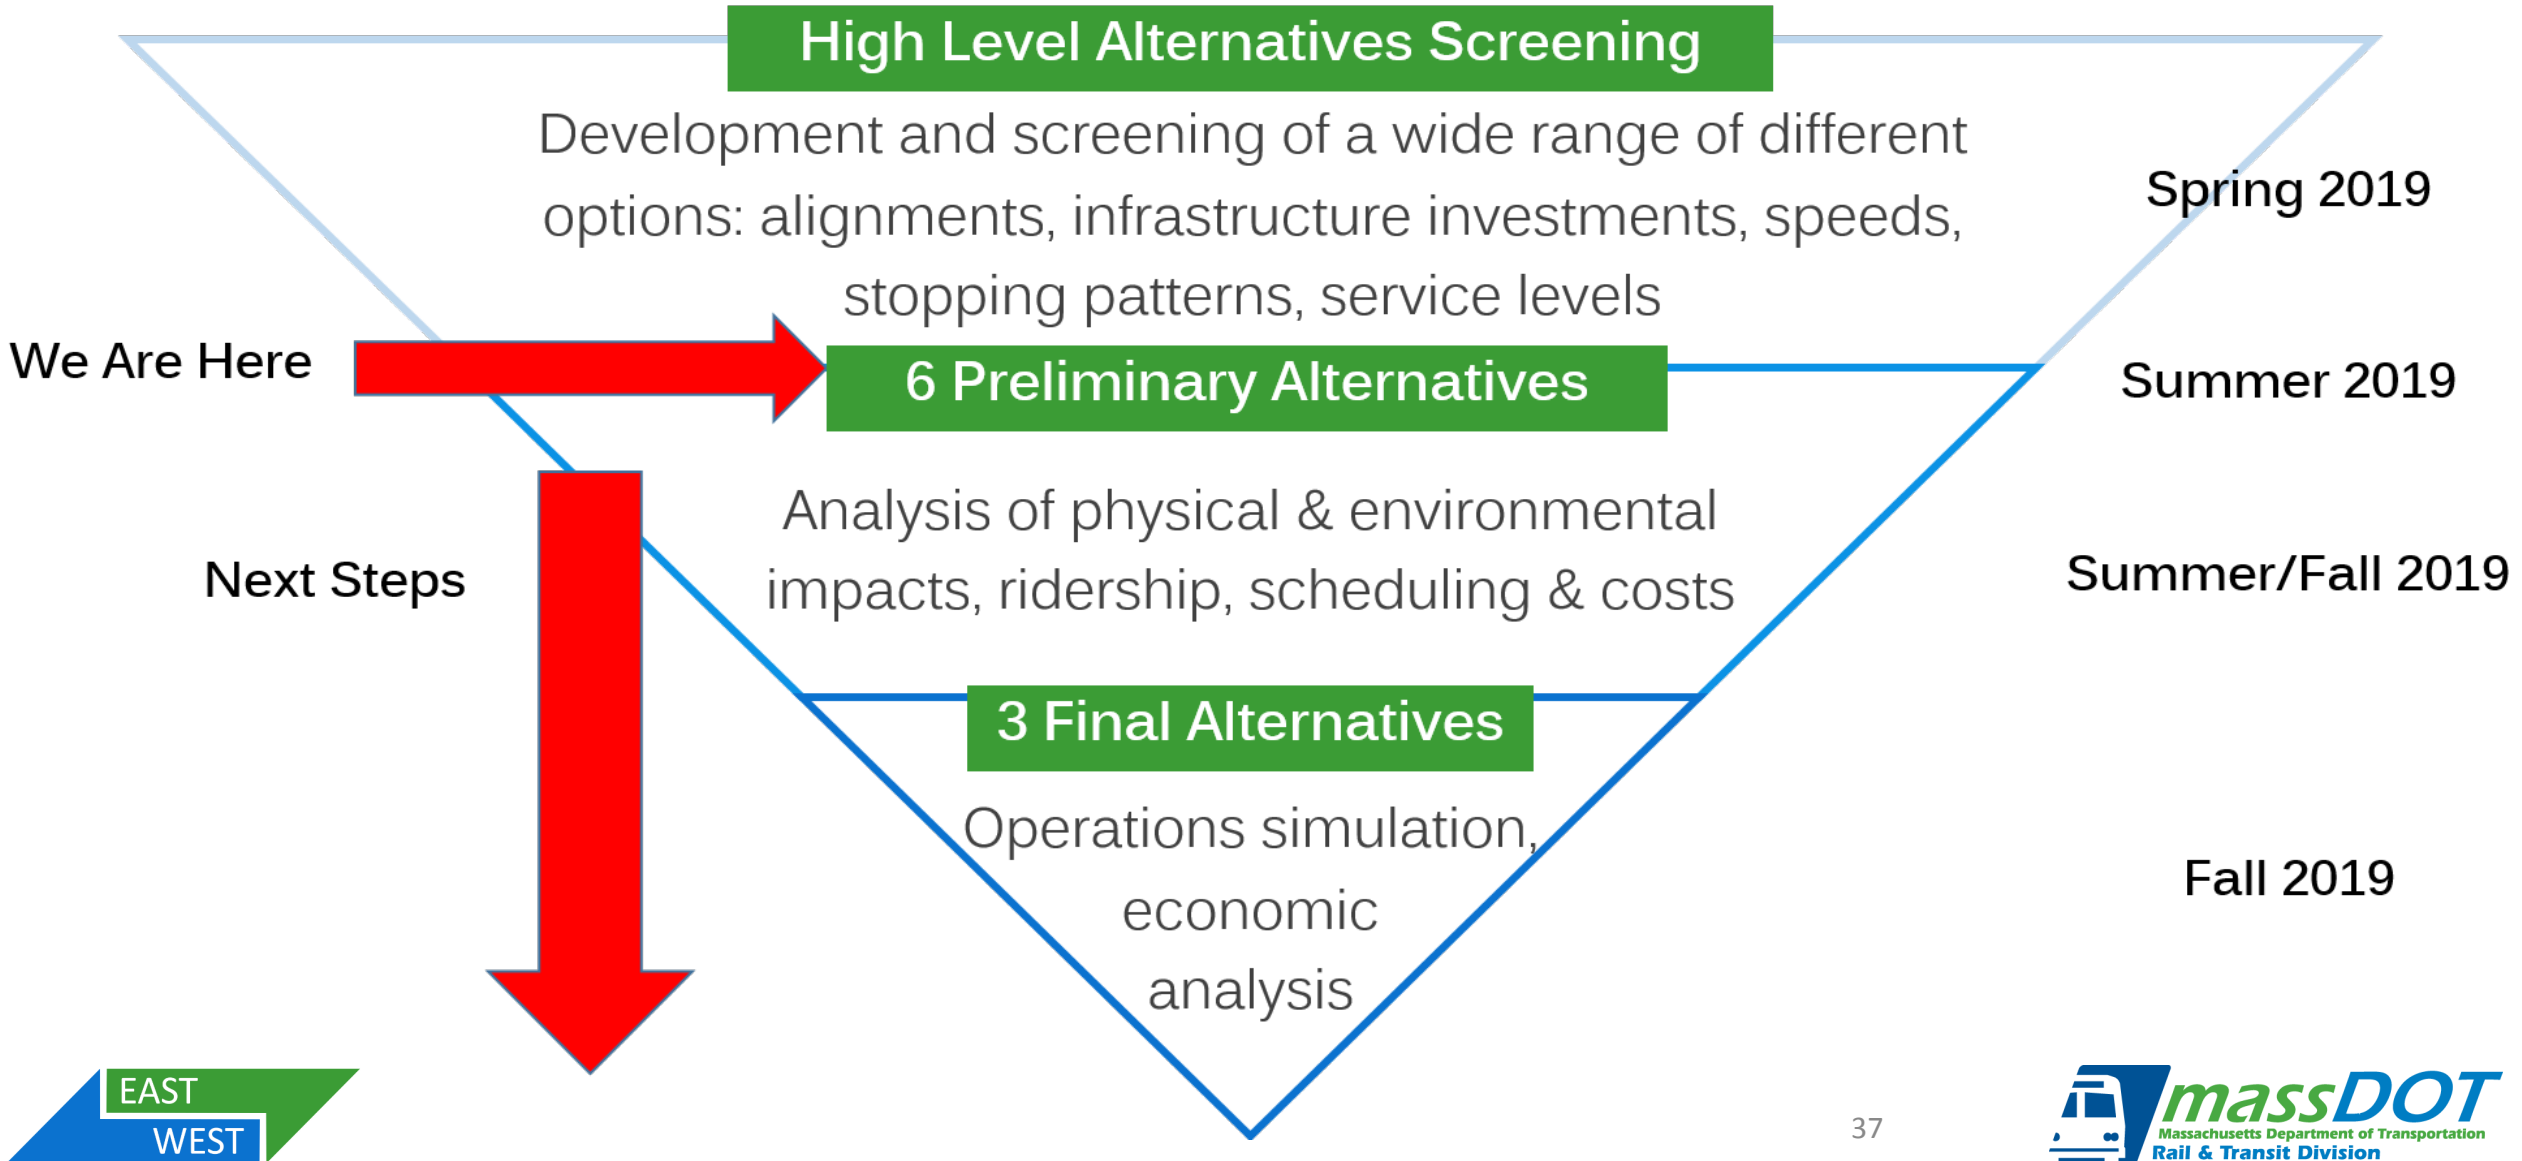 High Level Alternatives Screening
Development and screening of a wide range of different
options: alignments, infrastructure investments, speeds,
stopping patterns, service levels
Spring 2019
We Are Here
6 Preliminary Alternatives
Summer 2019
Analysis of physical & environmental
impacts, ridership, scheduling & costs
Next Steps
Summer/Fall 2019
3 Final Alternatives
Operations simulation,
economic
analysis
Fall 2019
EAST
WEST
37
massDOT
Massachusetts Department of Transportation
Rail & Transit Division